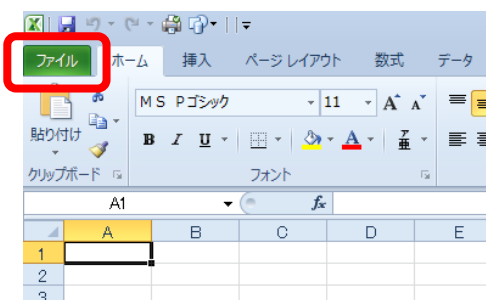 ファイル ホーム 挿入 ページ レイアウト 数式 データ
MS Pゴシック 11 A A
貼り付け B I U A
クリップボード フォント
A1 fx
A B C D E
1
2
3